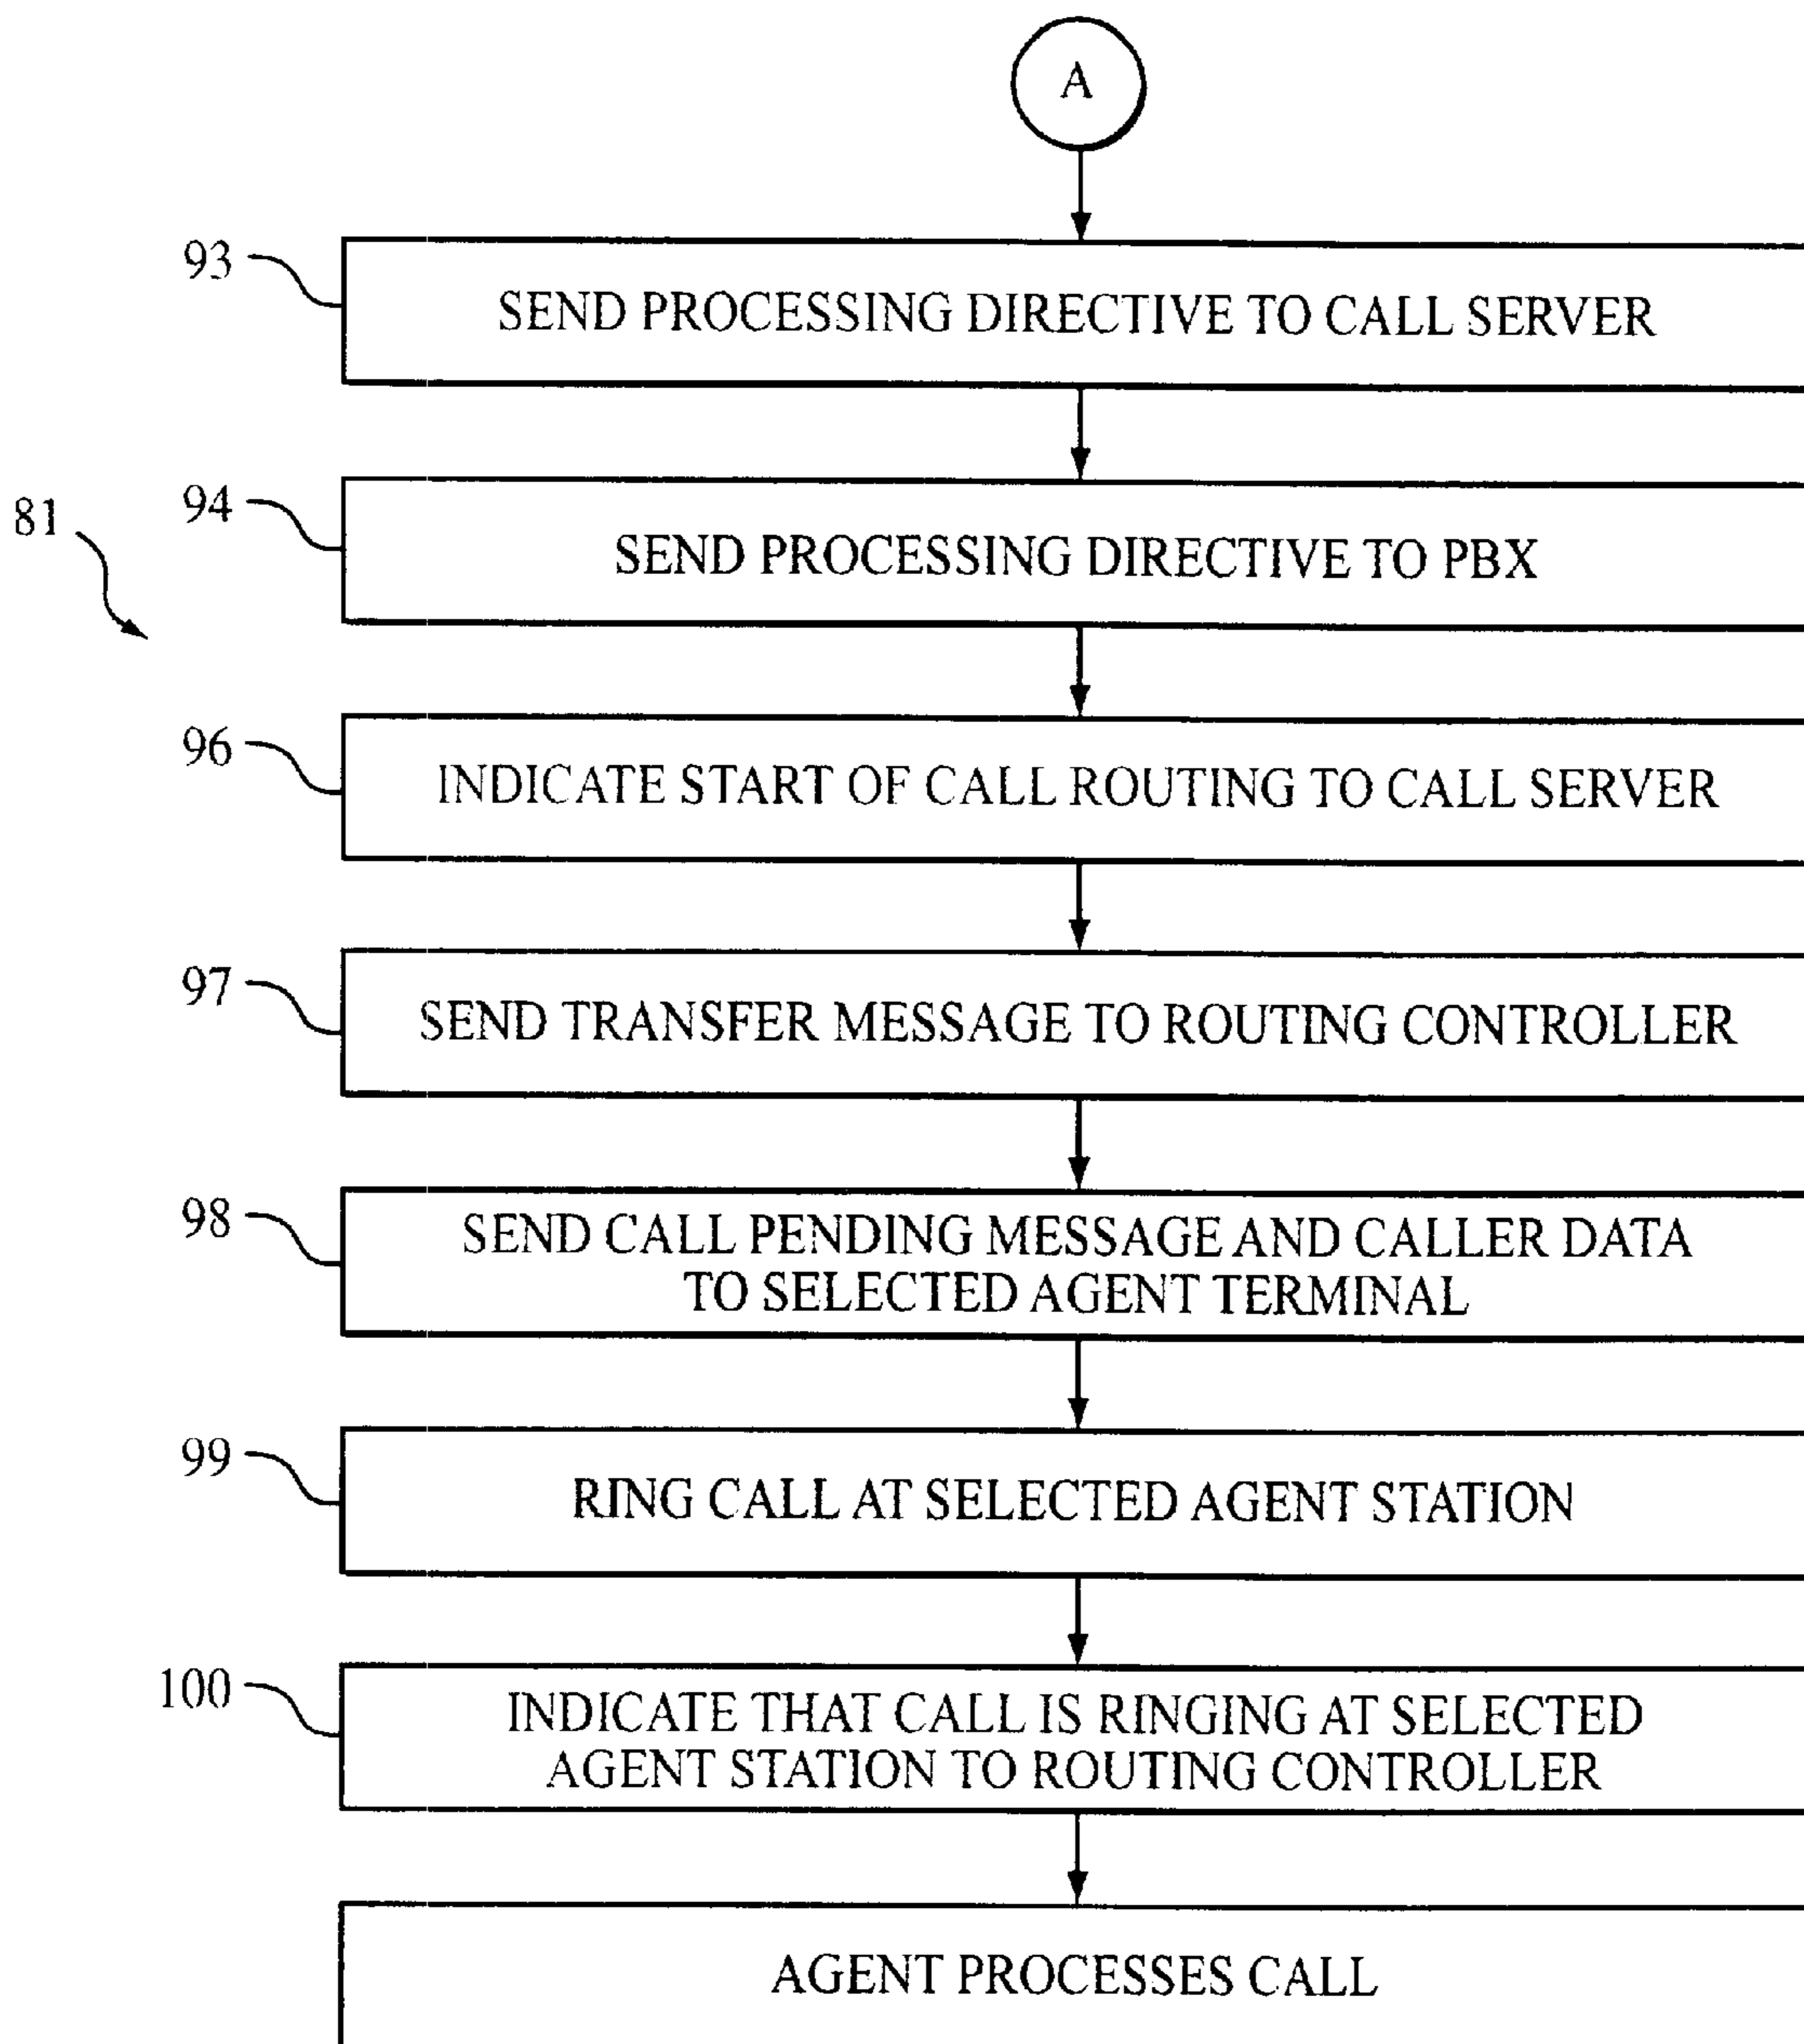 A
93
SEND PROCESSING DIRECTIVE TO CALL SERVER
94
81
SEND PROCESSING DIRECTIVE TO PBX
96
INDICATE START OF CALL ROUTING TO CALL SERVER
97
SEND TRANSFER MESSAGE TO ROUTING CONTROLLER
98
SEND CALL PENDING MESSAGE AND CALLER DATA
TO SELECTED AGENT TERMINAL
99
RING CALL AT SELECTED AGENT STATION
100
INDICATE THAT CALL IS RINGING AT SELECTED
AGENT STATION TO ROUTING CONTROLLER
AGENT PROCESSES CALL